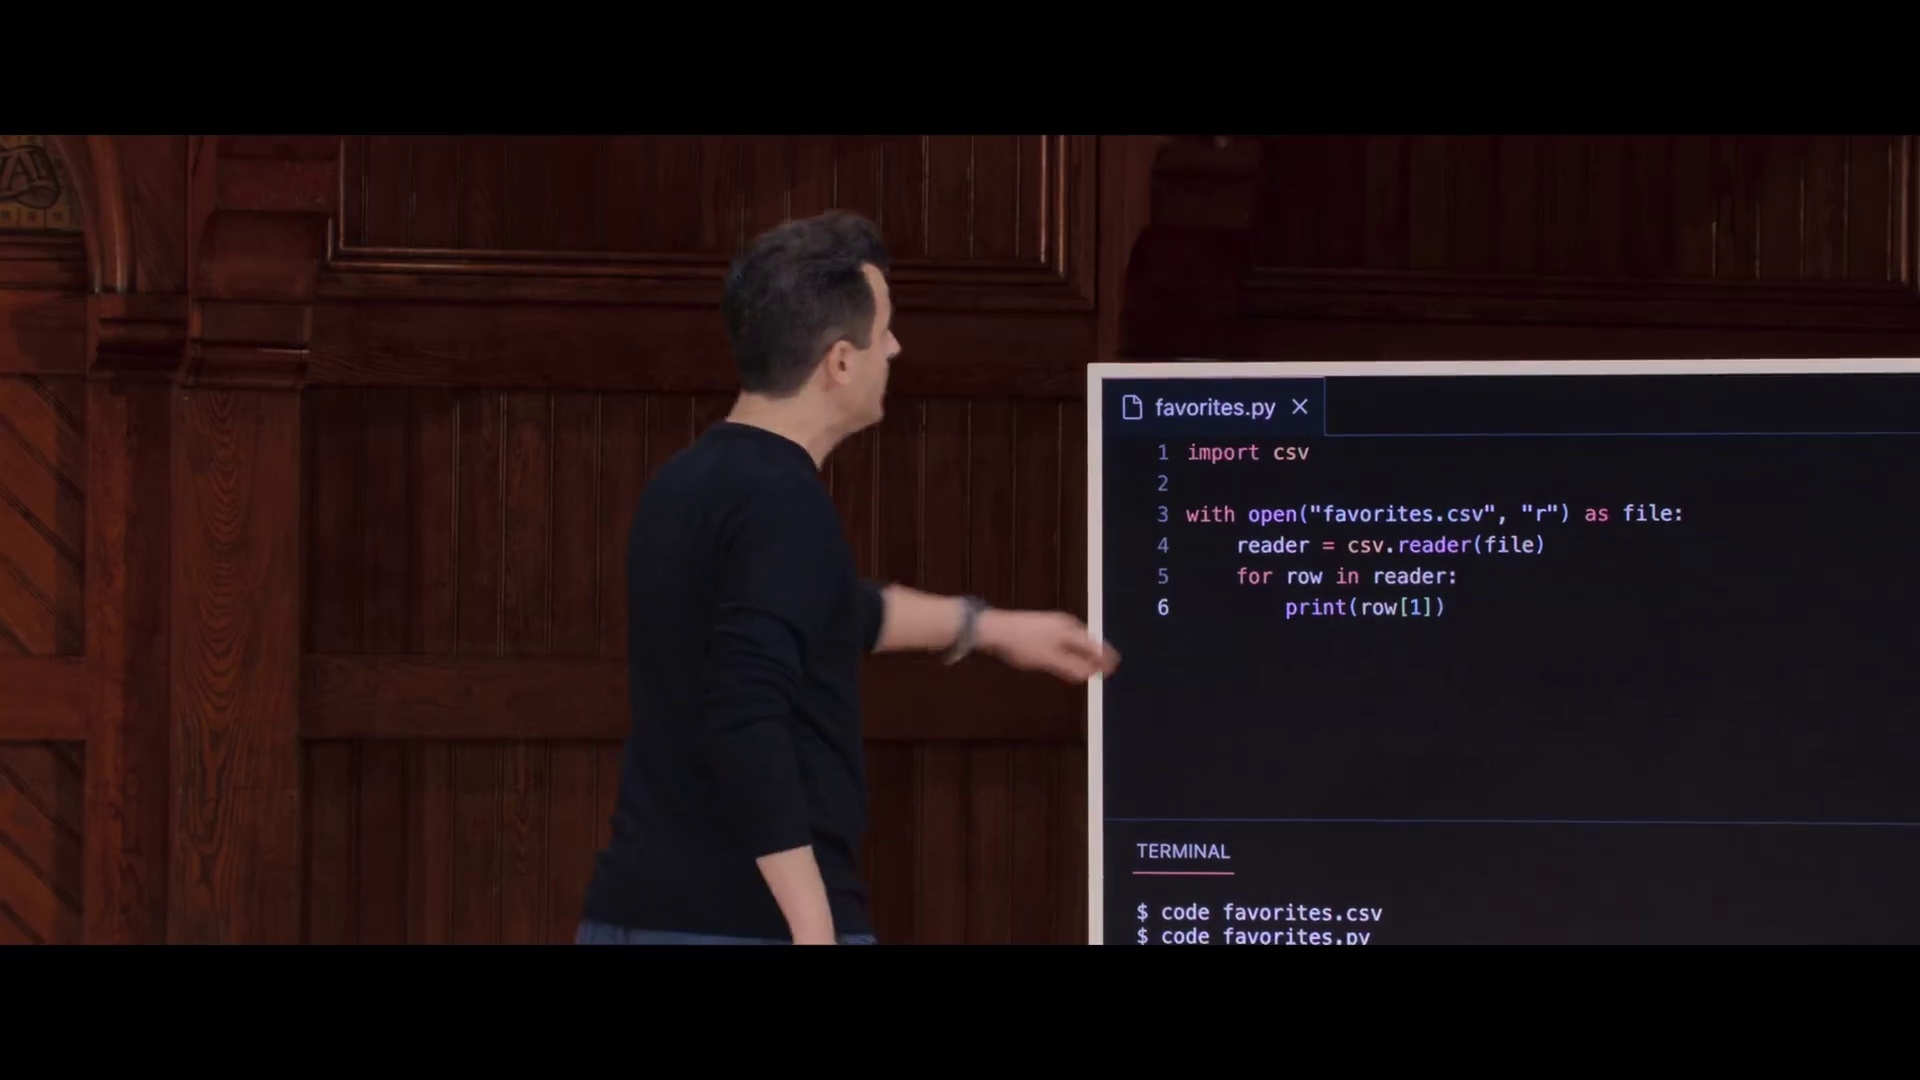 favorites.py
1 import csv
2
3 with open("favorites.csv", "r") as file:
4     reader = csv.reader(file)
5     for row in reader:
6         print(row[1])
TERMINAL
$ code favorites.csv
$ code favorites.py